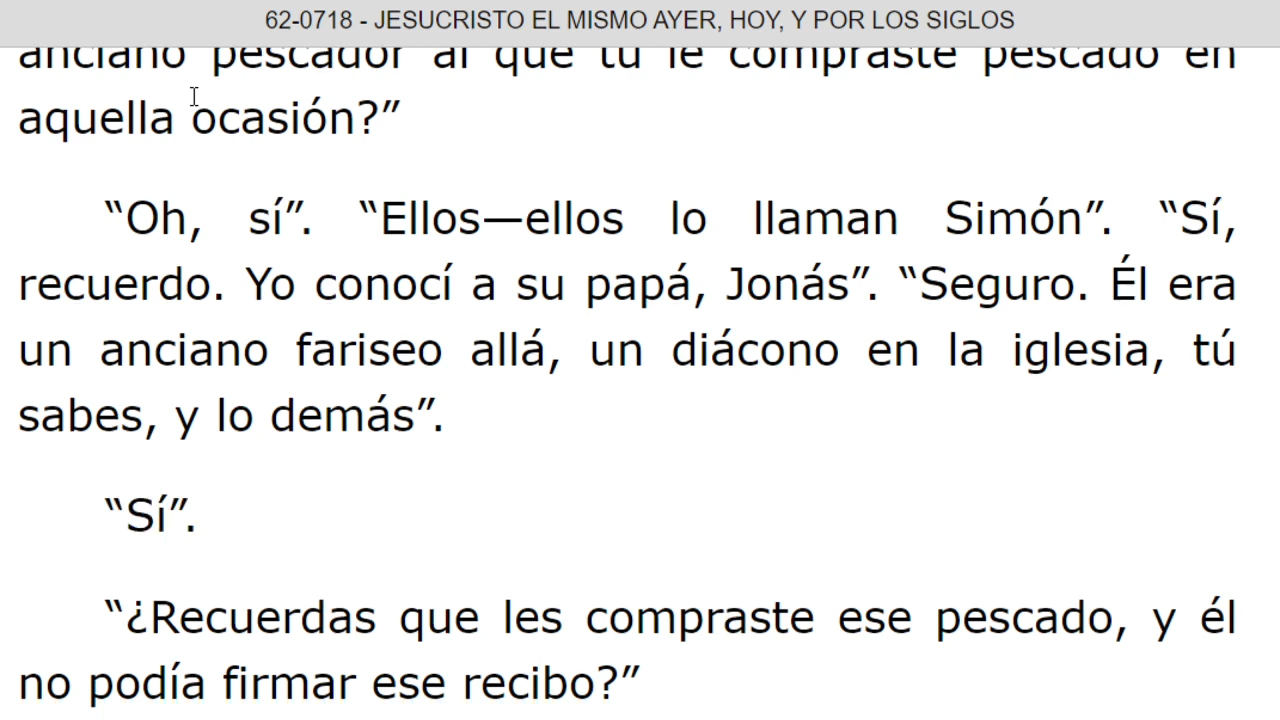 62-0718 - JESUCRISTO EL MISMO AYER, HOY, Y POR LOS SIGLOS
anciano pescador al que tú le compraste pescado en
aquella ocasión?”
“Oh, sí”. “Ellos—ellos lo llaman Simón”. “Sí,
recuerdo. Yo conocí a su papá, Jonás”. “Seguro. Él era
un anciano fariseo allá, un diácono en la iglesia, tú
sabes, y lo demás”.
“Sí”.
“¿Recuerdas que les compraste ese pescado, y él
no podía firmar ese recibo?”